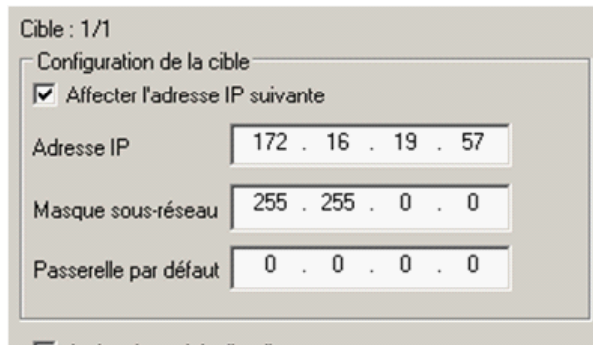 Cible : 1/1
Configuration de la cible
Affecter l'adresse IP suivante
Adresse IP 172 . 16 . 19 . 57
Masque sous-réseau 255 . 255 . 0 . 0
Passerelle par défaut 0 . 0 . 0 . 0